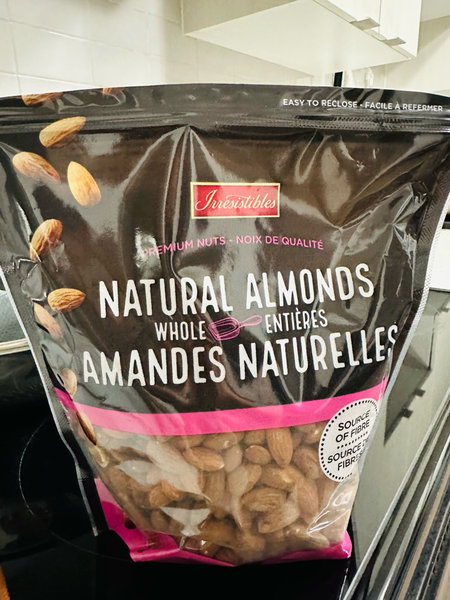 EASY TO RECLOSE - FACILE À REFERMER
Irrésistibles
PREMIUM NUTS - NOIX DE QUALITÉ
NATURAL ALMONDS
WHOLE ENTIÈRES
AMANDES NATURELLES
SOURCE
OF FIBRE
SOURCE
FIBRES